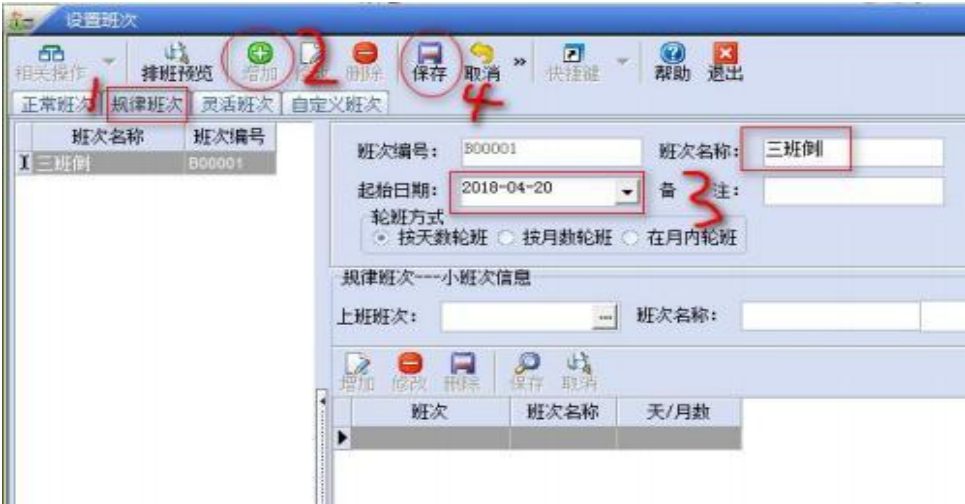 设置班次
相关操作 排班预览 增加 修改 删除 保存 取消 » 快捷键 帮助 退出
2
4
1
正常班次 规律班次 灵活班次 自定义班次
班次名称 班次编号
三班倒 B00001
班次编号: B00001 班次名称: 三班倒
起始日期: 2018-04-20 备 注:
3
轮班方式
按天数轮班 按月数轮班 在月内轮班
规律班次---小班次信息
上班班次: ... 班次名称:
增加 修改 删除 保存 取消
班次 班次名称 天/月数